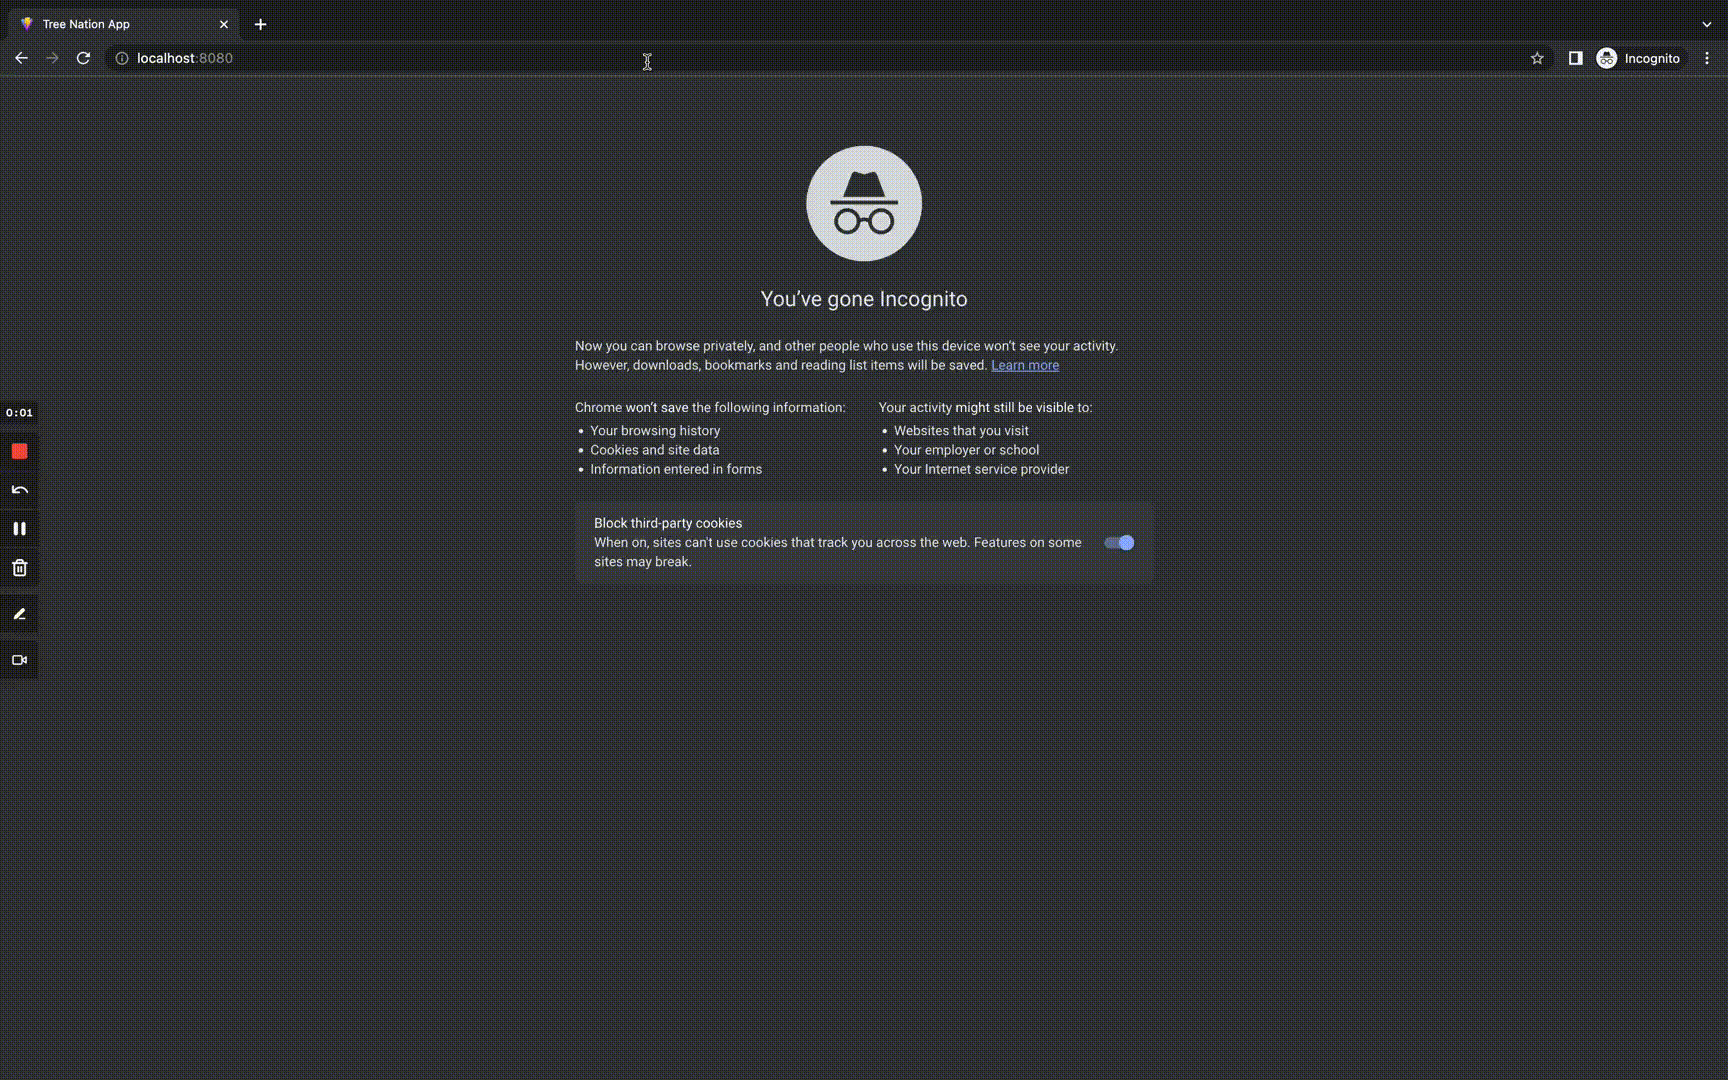 Tree Nation App
localhost:8080
Incognito
You've gone Incognito
Now you can browse privately, and other people who use this device won't see your activity.
However, downloads, bookmarks and reading list items will be saved. Learn more
Chrome won't save the following information:
Your browsing history
Cookies and site data
Information entered in forms
Your activity might still be visible to:
Websites that you visit
Your employer or school
Your Internet service provider
0:01
Block third-party cookies
When on, sites can't use cookies that track you across the web. Features on some
sites may break.